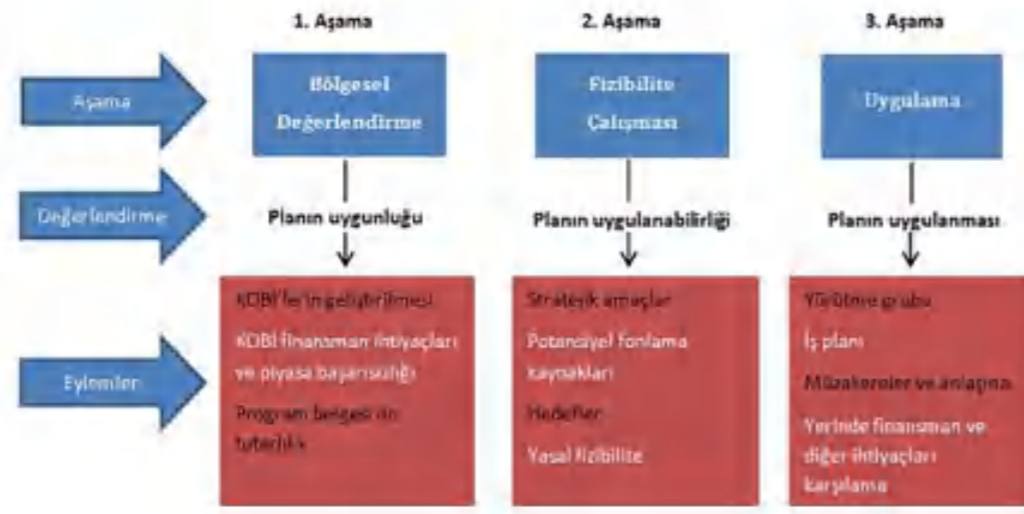 1. Aşama
2. Aşama
3. Aşama
Aşama
Bölgesel
Değerlendirme
Fizibilite
Çalışması
Uygulama
Değerlendirme
Planın uygunluğu
Planın uygulanabilirliği
Planın uygulanması
Eylemler
KOBİ'lerin geliştirilmesi
KOBİ finansman ihtiyaçları
ve piyasa başarısızlığı
Program belgesi ile
tutarlılık
Stratejik amaçlar
Potansiyel fonlama
kaynakları
Hedefler
Yasal fizibilite
Yürütme grubu
İş planı
Müzakereler ve anlaşma
Yerinde finansman ve
diğer ihtiyaçları
karşılama